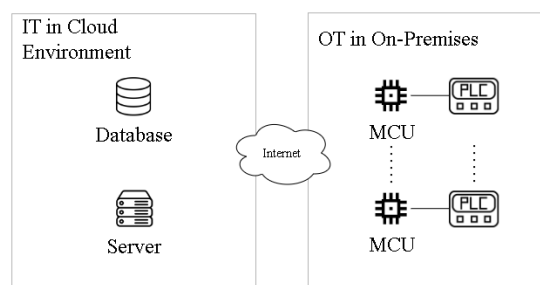 IT in Cloud
Environment
Database
Server
Internet
OT in On-Premises
PLC
MCU
PLC
MCU